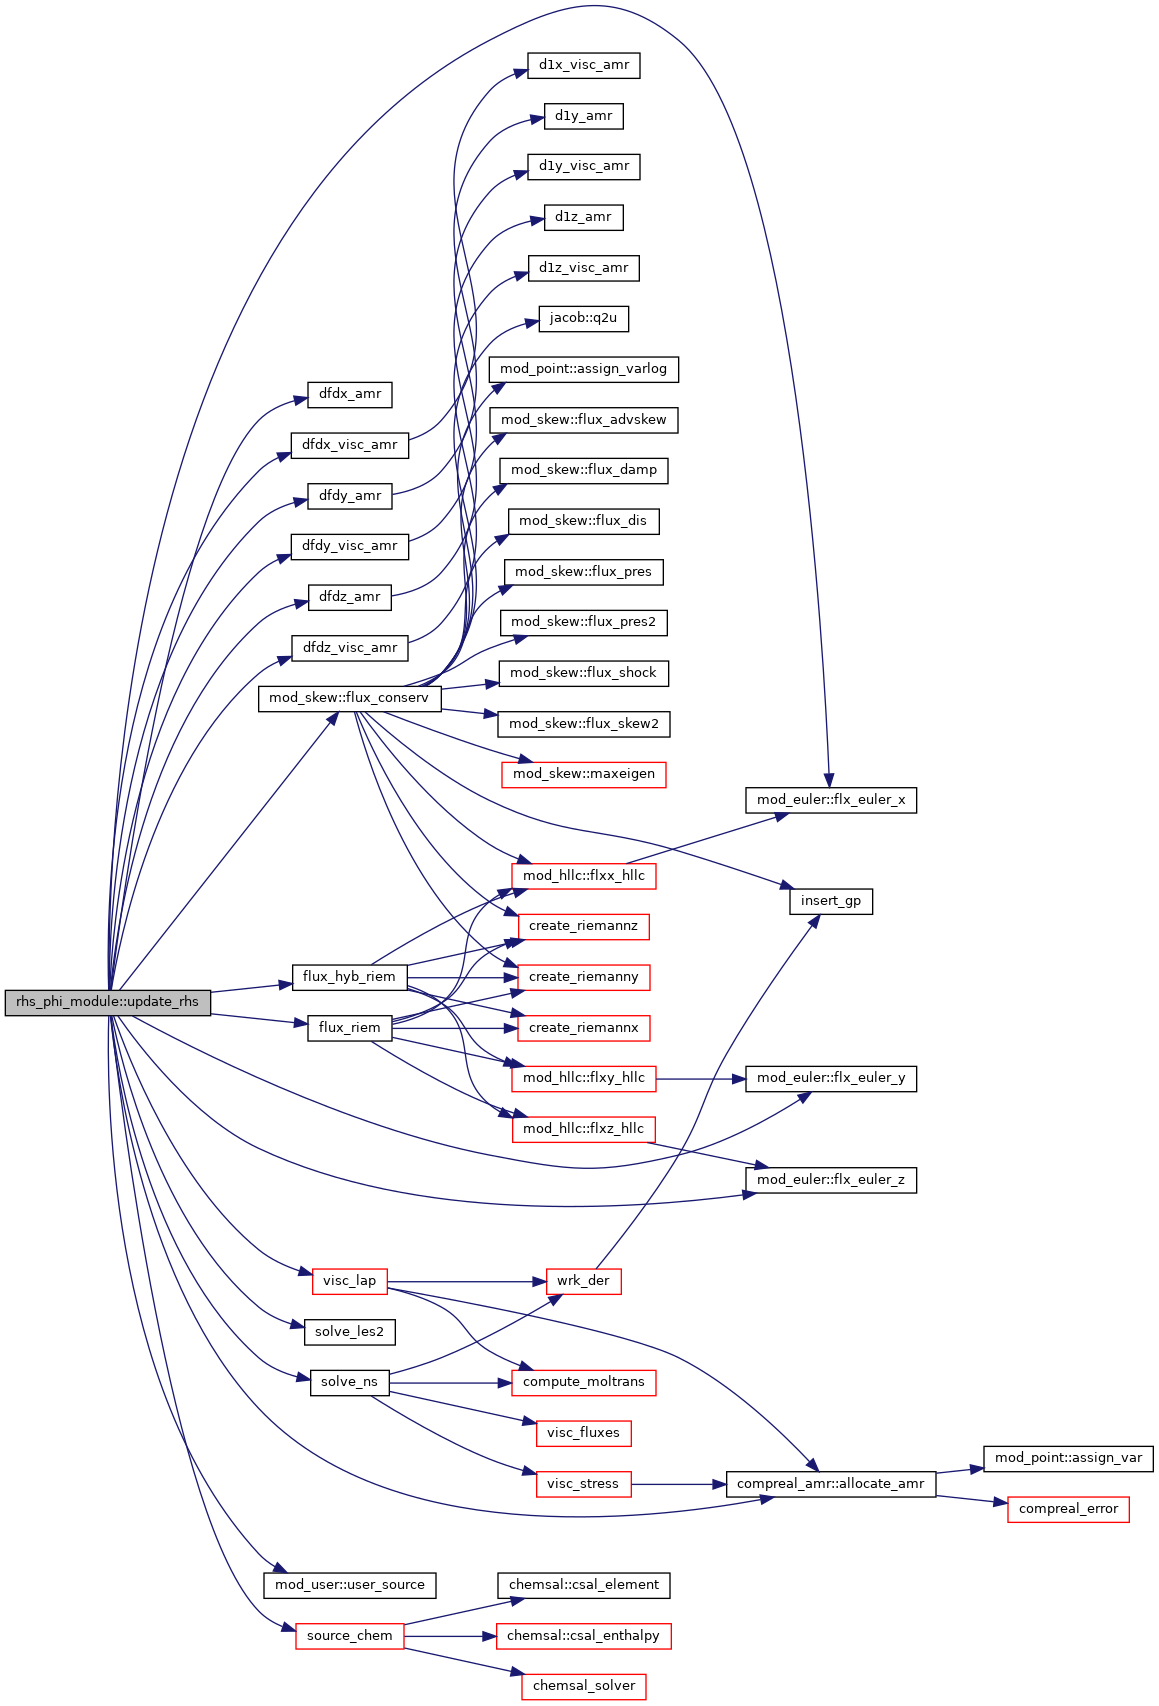 d1x_visc_amr
d1y_amr
d1y_visc_amr
d1z_amr
d1z_visc_amr
jacob::q2u
mod_point::assign_varlog
dfdx_amr
mod_skew::flux_advskew
dfdx_visc_amr
mod_skew::flux_damp
dfdy_amr
mod_skew::flux_dis
dfdy_visc_amr
mod_skew::flux_pres
dfdz_amr
mod_skew::flux_pres2
dfdz_visc_amr
mod_skew::flux_shock
mod_skew::flux_conserv
mod_skew::flux_skew2
mod_skew::maxeigen
mod_euler::flx_euler_x
mod_hllc::flxx_hllc
insert_gp
create_riemannz
flux_hyb_riem
create_riemanny
rhs_phi_module::update_rhs
flux_riem
create_riemannx
mod_hllc::flxy_hllc
mod_euler::flx_euler_y
mod_hllc::flxz_hllc
mod_euler::flx_euler_z
visc_lap
wrk_der
solve_les2
solve_ns
compute_moltrans
visc_fluxes
mod_point::assign_var
visc_stress
compreal_amr::allocate_amr
compreal_error
mod_user::user_source
chemsal::csal_element
source_chem
chemsal::csal_enthalpy
chemsal_solver